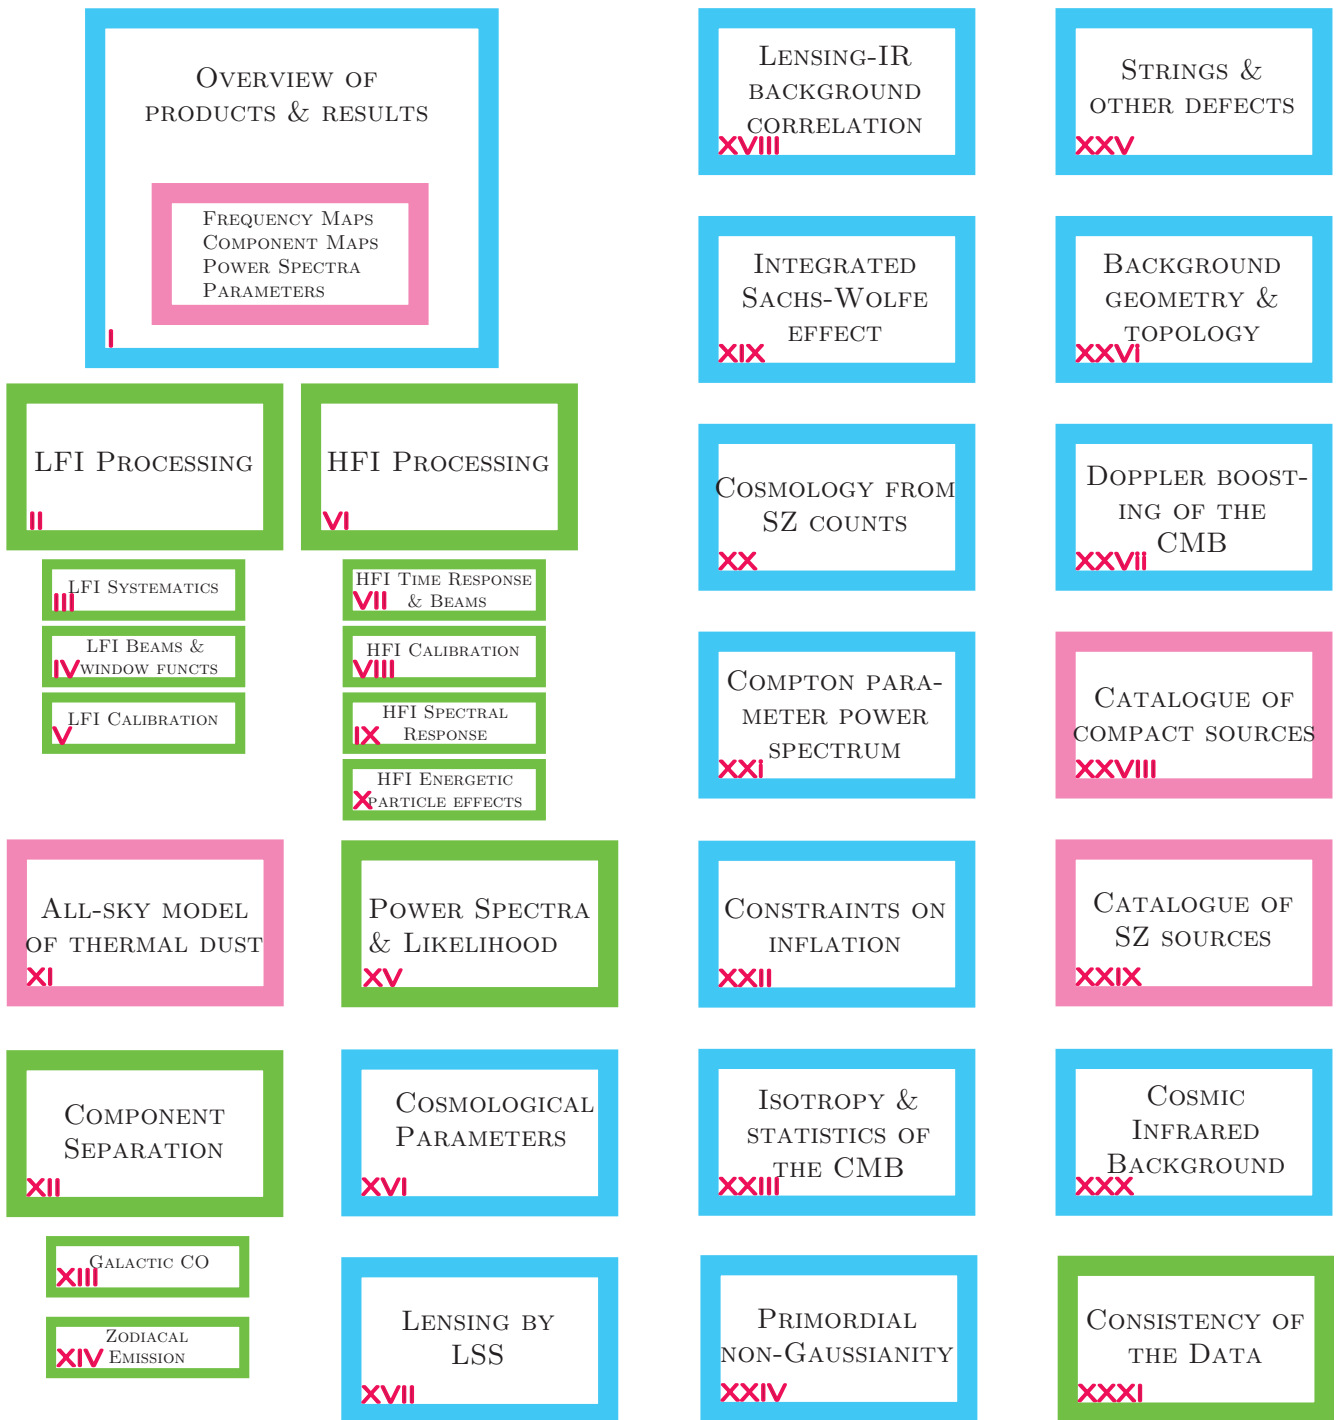 Overview of
products & results
Frequency Maps
Component Maps
Power Spectra
Parameters
I
LFI Processing
II
HFI Processing
VI
LFI Systematics
III
LFI Beams &
window functs
IV
LFI Calibration
V
HFI Time Response
& Beams
VII
HFI Calibration
VIII
HFI Spectral
Response
IX
HFI Energetic
particle effects
X
All-sky model
of thermal dust
XI
Power Spectra
& Likelihood
XV
Component
Separation
XII
Cosmological
Parameters
XVI
Galactic CO
XIII
Zodiacal
Emission
XIV
Lensing by
LSS
XVII
Lensing-IR
background
correlation
XVIII
Integrated
Sachs-Wolfe
effect
XIX
Cosmology from
SZ counts
XX
Compton para-
meter power
spectrum
XXi
Constraints on
inflation
XXII
Isotropy &
statistics of
the CMB
XXIII
Primordial
non-Gaussianity
XXIV
Strings &
other defects
XXV
Background
geometry &
topology
XXVi
Doppler boost-
ing of the
CMB
XXVii
Catalogue of
compact sources
XXVIII
Catalogue of
SZ sources
XXIX
Cosmic
Infrared
Background
XXX
Consistency of
the Data
XXXI